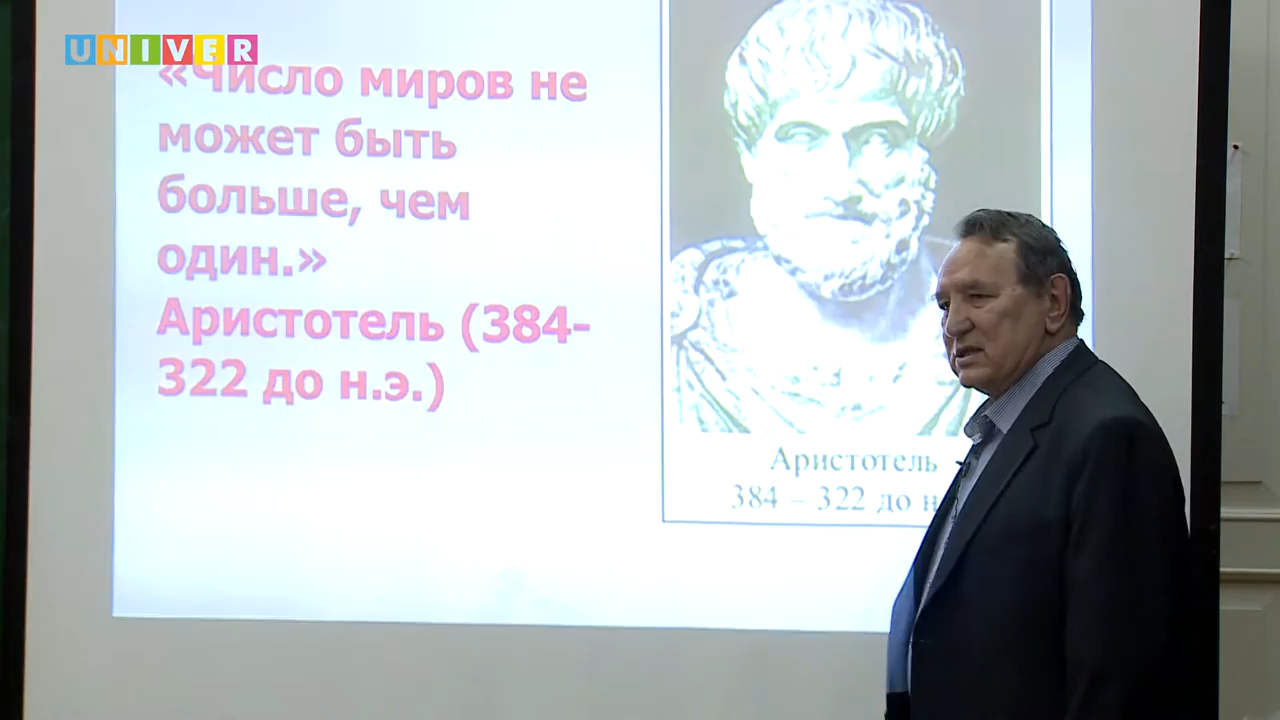 UNIVER
«Число миров не
может быть
больше, чем
один.»
Аристотель (384-
322 до н.э.)
Аристотель
384 – 322 до н